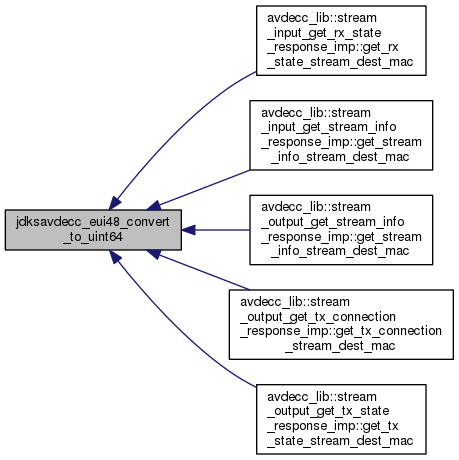 avdecc_lib::stream
_input_get_rx_state
_response_imp::get_rx
_state_stream_dest_mac
avdecc_lib::stream
_input_get_stream_info
_response_imp::get_stream
_info_stream_dest_mac
jdksavdecc_eui48_convert
_to_uint64
avdecc_lib::stream
_output_get_stream_info
_response_imp::get_stream
_info_stream_dest_mac
avdecc_lib::stream
_output_get_tx_connection
_response_imp::get_tx_connection
_stream_dest_mac
avdecc_lib::stream
_output_get_tx_state
_response_imp::get_tx
_state_stream_dest_mac